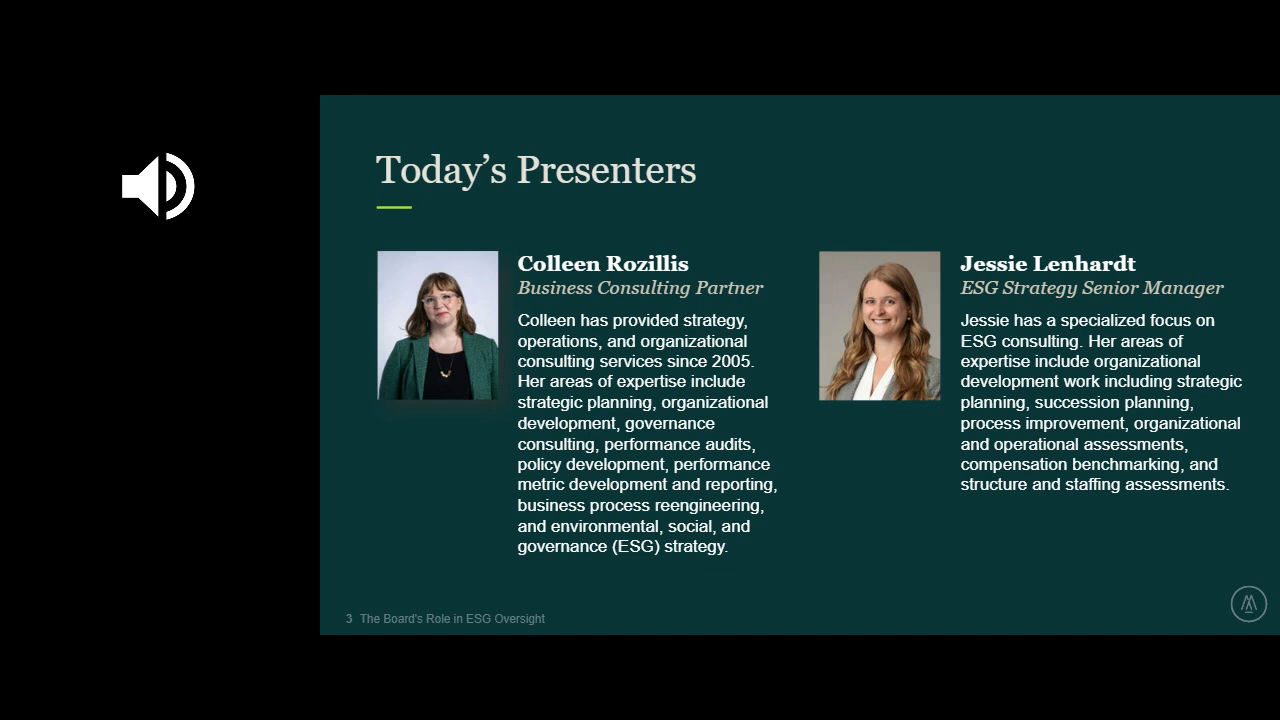 Today’s Presenters
Colleen Rozillis
Business Consulting Partner
Colleen has provided strategy,
operations, and organizational
consulting services since 2005.
Her areas of expertise include
strategic planning, organizational
development, governance
consulting, performance audits,
policy development, performance
metric development and reporting,
business process reengineering,
and environmental, social, and
governance (ESG) strategy.
Jessie Lenhardt
ESG Strategy Senior Manager
Jessie has a specialized focus on
ESG consulting. Her areas of
expertise include organizational
development work including strategic
planning, succession planning,
process improvement, organizational
and operational assessments,
compensation benchmarking, and
structure and staffing assessments.
3 The Board's Role in ESG Oversight